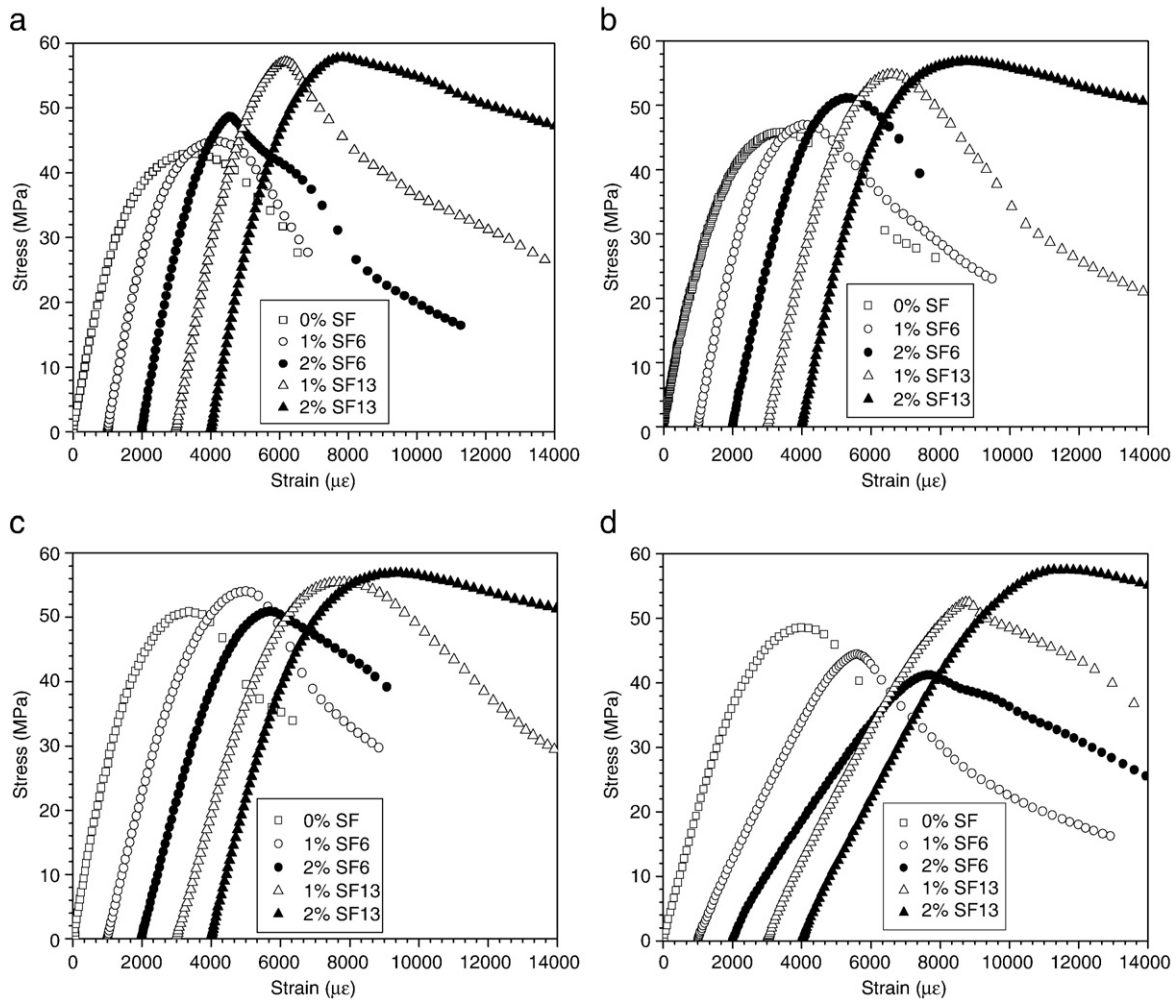 a
60
50
40
30
20
10
0
Stress (MPa)
0% SF
1% SF6
2% SF6
1% SF13
2% SF13
0 2000 4000 6000 8000 10000 12000 14000
Strain (με)
b
60
50
40
30
20
10
0
Stress (MPa)
0% SF
1% SF6
2% SF6
1% SF13
2% SF13
0 2000 4000 6000 8000 10000 12000 14000
Strain (με)
c
60
50
40
30
20
10
0
Stress (MPa)
0% SF
1% SF6
2% SF6
1% SF13
2% SF13
0 2000 4000 6000 8000 10000 12000 14000
Strain (με)
d
60
50
40
30
20
10
0
Stress (MPa)
0% SF
1% SF6
2% SF6
1% SF13
2% SF13
0 2000 4000 6000 8000 10000 12000 14000
Strain (με)